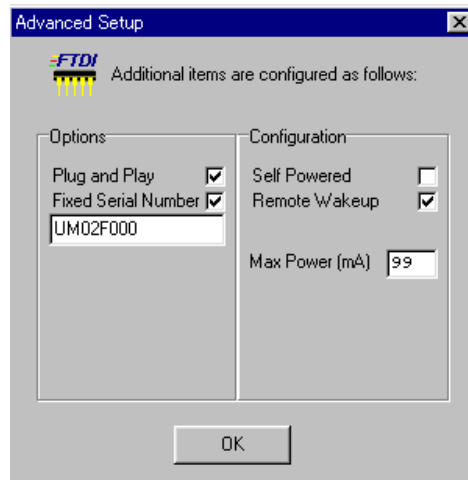 Advanced Setup
FTDI
Additional items are configured as follows:
Options
Plug and Play
Fixed Serial Number
UM02F000
Configuration
Self Powered
Remote Wakeup
Max Power (mA) 99
OK